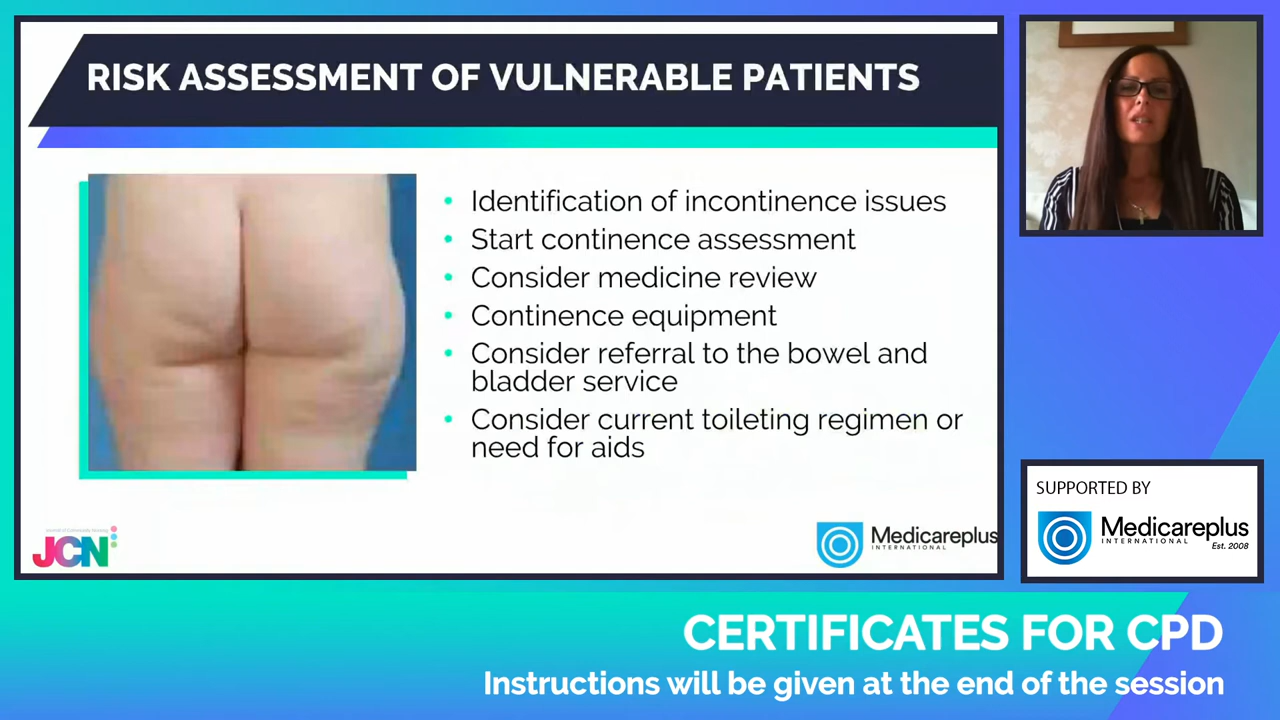 RISK ASSESSMENT OF VULNERABLE PATIENTS
• Identification of incontinence issues
• Start continence assessment
• Consider medicine review
• Continence equipment
• Consider referral to the bowel and
bladder service
• Consider current toileting regimen or
need for aids
JCN
Medicareplus
INTERNATIONAL
SUPPORTED BY
Medicareplus
INTERNATIONAL
Est. 2008
CERTIFICATES FOR CPD
Instructions will be given at the end of the session